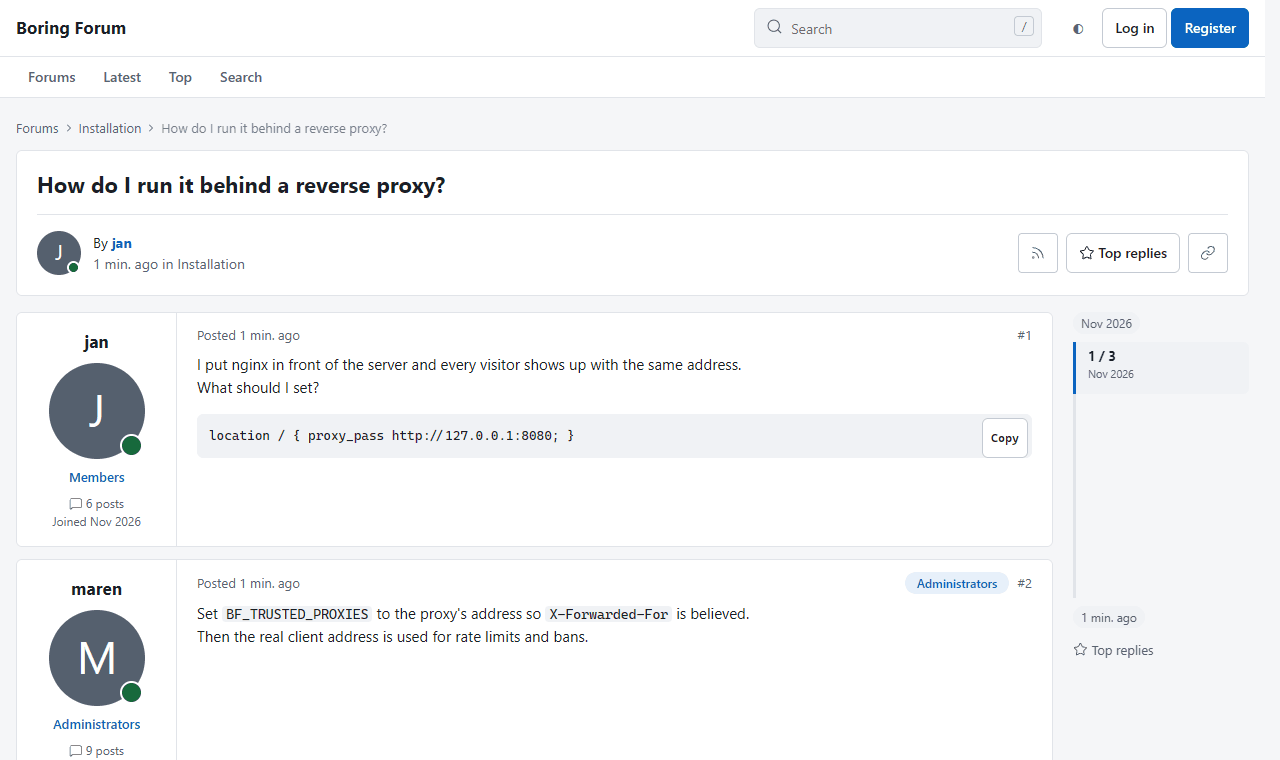 Boring Forum
Search
/
Log in
Register
Forums
Latest
Top
Search
Forums > Installation > How do I run it behind a reverse proxy?
How do I run it behind a reverse proxy?
J
By jan
1 min. ago in Installation
Top replies
jan
J
Members
6 posts
Joined Nov 2026
Posted 1 min. ago
#1
I put nginx in front of the server and every visitor shows up with the same address.
What should I set?
location / { proxy_pass http://127.0.0.1:8080; }
Copy
Nov 2026
1 / 3
Nov 2026
1 min. ago
Top replies
maren
M
Administrators
9 posts
Posted 1 min. ago
Administrators
#2
Set BF_TRUSTED_PROXIES to the proxy's address so X-Forwarded-For is believed.
Then the real client address is used for rate limits and bans.